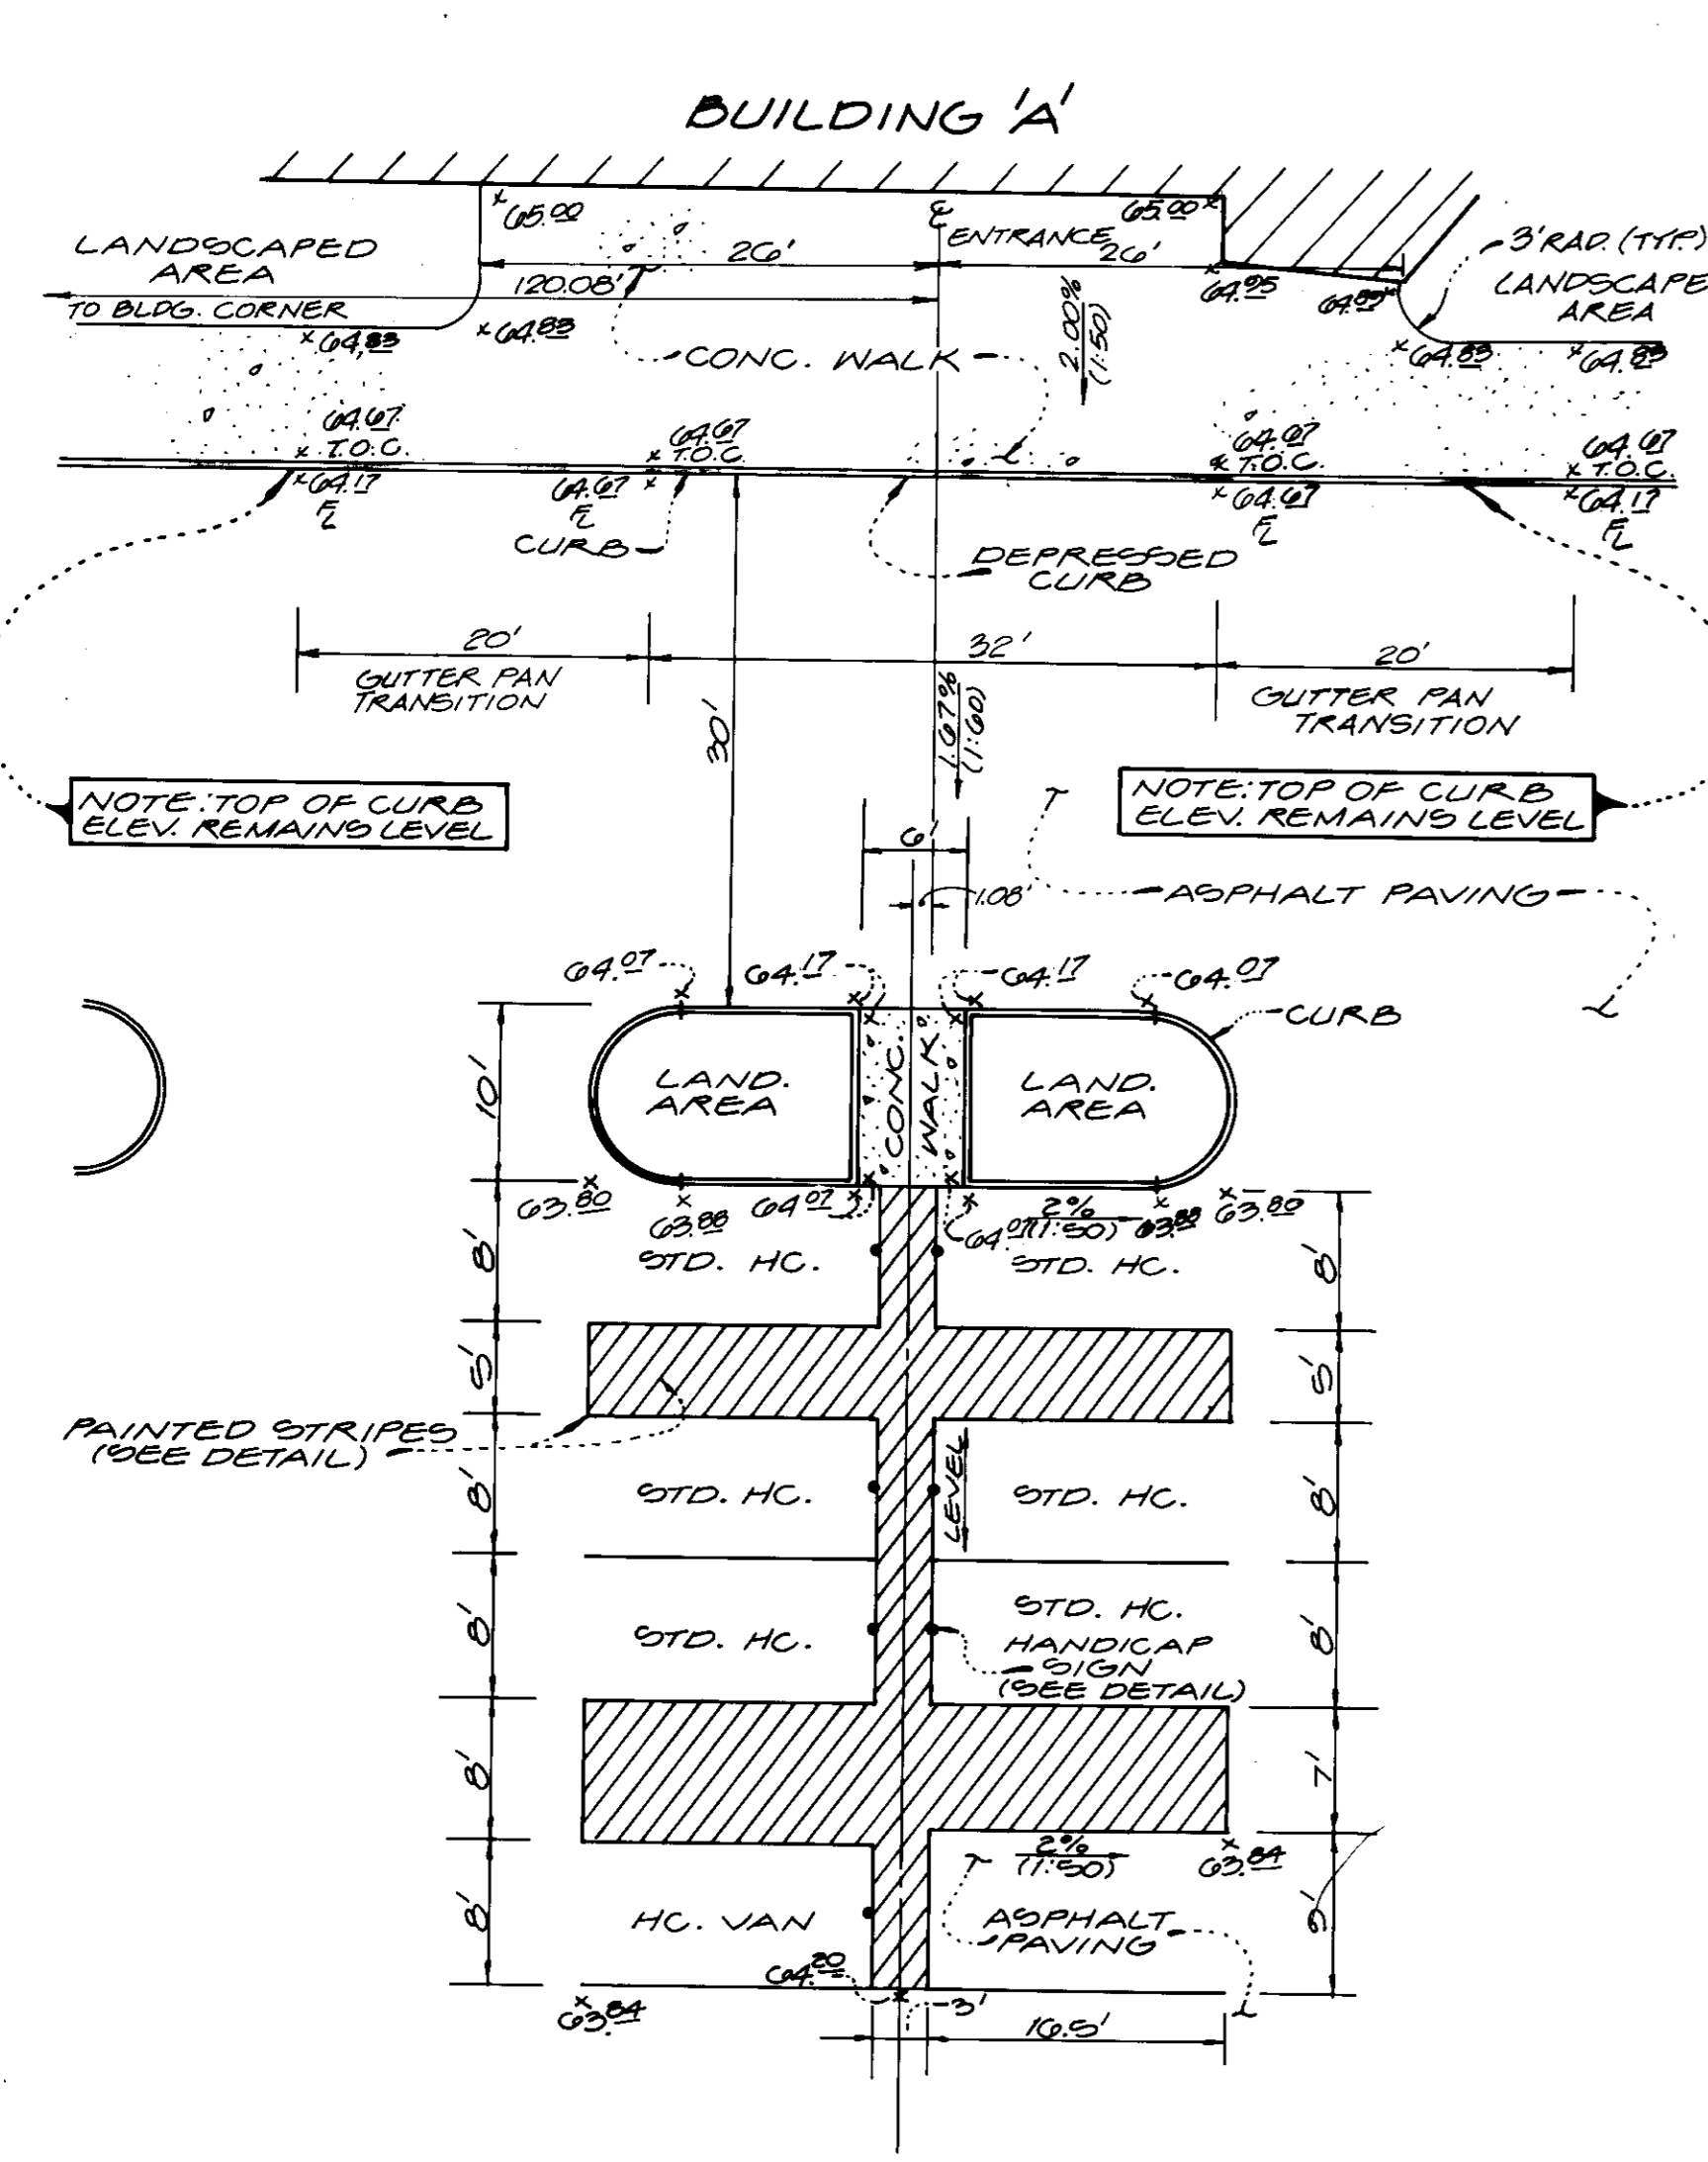 BUILDING 'A'
65.00
℄
ENTRANCE
65.00
LANDSCAPED
AREA
26'
26'
3' RAD. (TYP.)
120.08'
TO BLDG. CORNER
64.95
64.89
LANDSCAPE
AREA
64.83
64.83
2.00%
(1:50)
CONC. WALK
64.83
64.83
64.67
T.O.C.
64.67
T.O.C.
64.67
T.O.C.
64.67
T.O.C.
64.17
FL
64.67
FL
64.67
FL
64.17
FL
CURB
DEPRESSED
CURB
20'
GUTTER PAN
TRANSITION
32'
20'
GUTTER PAN
TRANSITION
30'
1.67%
(1:60)
NOTE: TOP OF CURB
ELEV. REMAINS LEVEL
NOTE: TOP OF CURB
ELEV. REMAINS LEVEL
6'
1.08'
ASPHALT PAVING
64.07
64.17
64.17
64.07
CURB
10'
LAND.
AREA
CONC.
WALK
LAND.
AREA
63.80
63.88
64.07
64.07
2%
(1:50)
63.88
63.80
8'
STD. HC.
STD. HC.
8'
5'
5'
PAINTED STRIPES
(SEE DETAIL)
8'
STD. HC.
LEVEL
STD. HC.
8'
8'
STD. HC.
STD. HC.
HANDICAP
SIGN
(SEE DETAIL)
8'
8'
7'
2%
(1:50)
63.84
8'
HC. VAN
ASPHALT
PAVING
9'
64.20
63.84
3'
16.5'